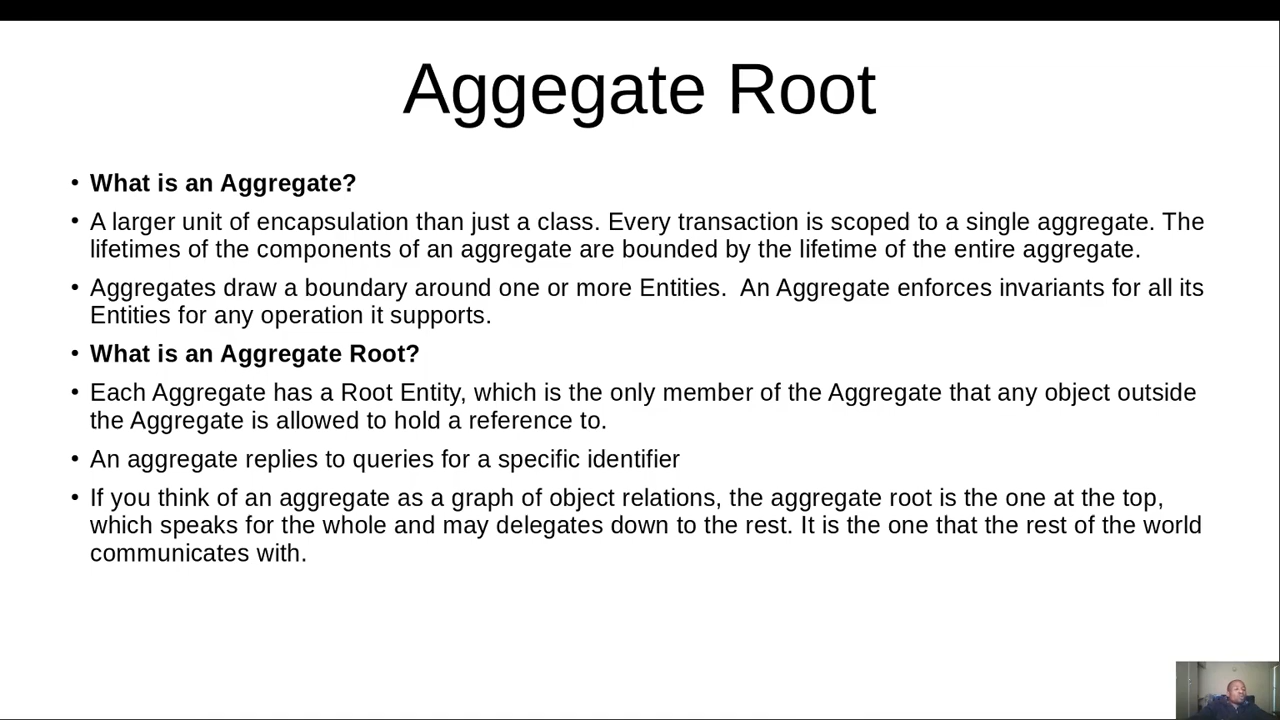 Aggegate Root
• What is an Aggregate?
• A larger unit of encapsulation than just a class. Every transaction is scoped to a single aggregate. The
lifetimes of the components of an aggregate are bounded by the lifetime of the entire aggregate.
• Aggregates draw a boundary around one or more Entities.  An Aggregate enforces invariants for all its
Entities for any operation it supports.
• What is an Aggregate Root?
• Each Aggregate has a Root Entity, which is the only member of the Aggregate that any object outside
the Aggregate is allowed to hold a reference to.
• An aggregate replies to queries for a specific identifier
• If you think of an aggregate as a graph of object relations, the aggregate root is the one at the top,
which speaks for the whole and may delegates down to the rest. It is the one that the rest of the world
communicates with.